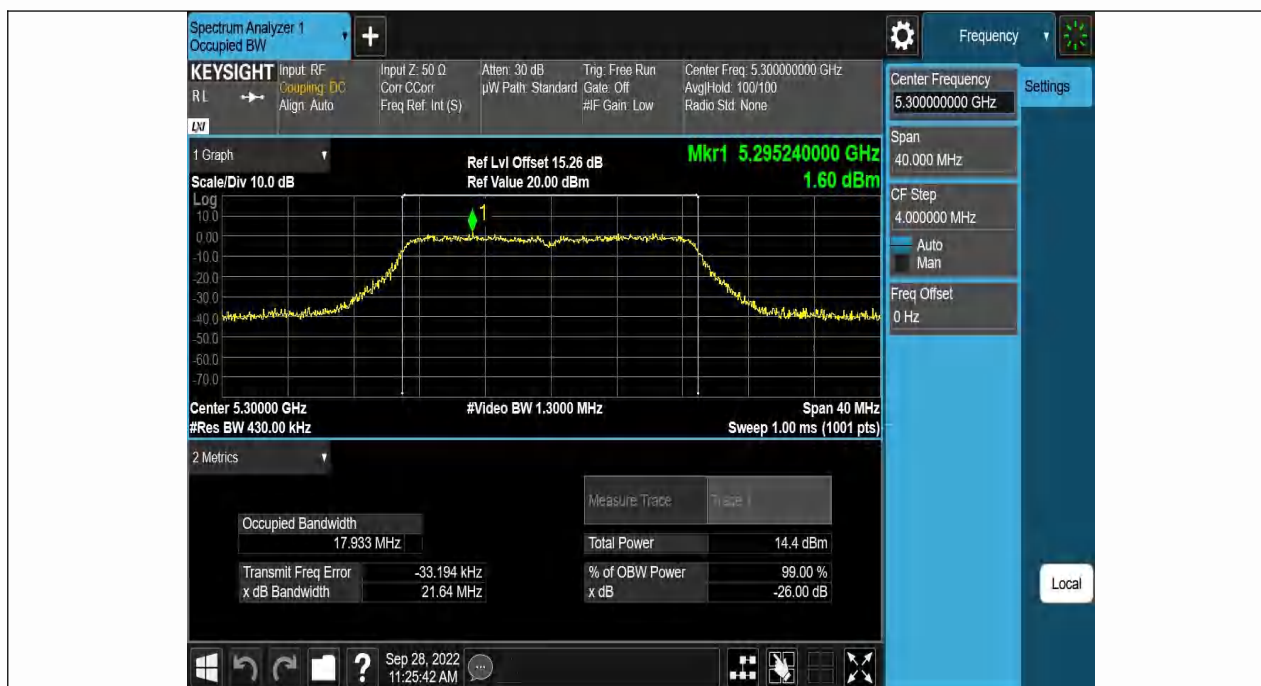 Spectrum Analyzer 1
Occupied BW
+
Frequency
KEYSIGHT
RL
LXI
Input: RF
Coupling: DC
Align: Auto
Input Z: 50 Ω
Corr CCorr
Freq Ref: Int (S)
Atten: 30 dB
µW Path: Standard
Trig: Free Run
Gate: Off
#IF Gain: Low
Center Freq: 5.300000000 GHz
Avg|Hold: 100/100
Radio Std: None
Center Frequency
5.300000000 GHz
Settings
Span
40.000 MHz
CF Step
4.000000 MHz
Auto
Man
Freq Offset
0 Hz
Local
1 Graph
Scale/Div 10.0 dB
Ref Lvl Offset 15.26 dB
Ref Value 20.00 dBm
Mkr1 5.295240000 GHz
1.60 dBm
Log
10.0
0.00
-10.0
-20.0
-30.0
-40.0
-50.0
-60.0
-70.0
1
Center 5.30000 GHz
#Video BW 1.3000 MHz
Span 40 MHz
#Res BW 430.00 kHz
Sweep 1.00 ms (1001 pts)
2 Metrics
Measure Trace
Trace 1
Occupied Bandwidth
17.933 MHz
Total Power
14.4 dBm
Transmit Freq Error
-33.194 kHz
% of OBW Power
99.00 %
x dB Bandwidth
21.64 MHz
x dB
-26.00 dB
?
Sep 28, 2022
11:25:42 AM